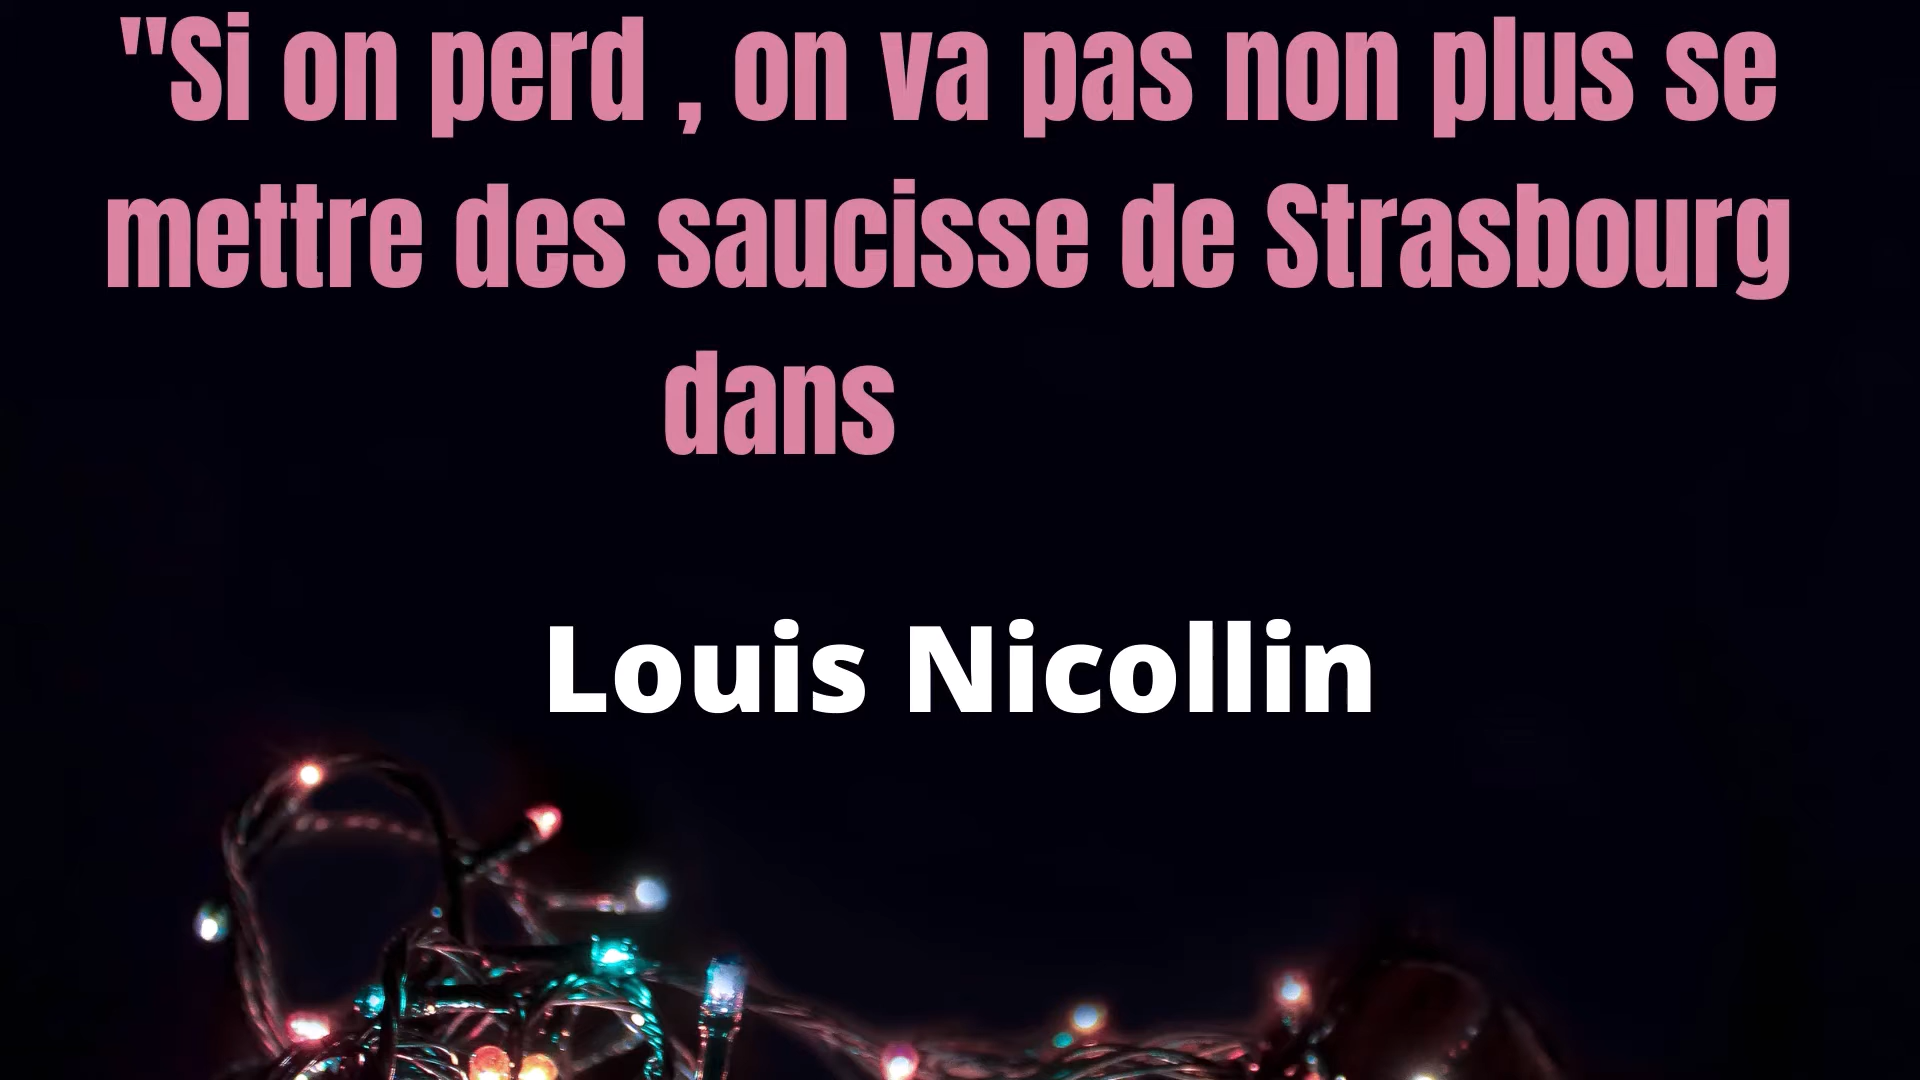 "Si on perd , on va pas non plus se
mettre des saucisse de Strasbourg
dans
Louis Nicollin